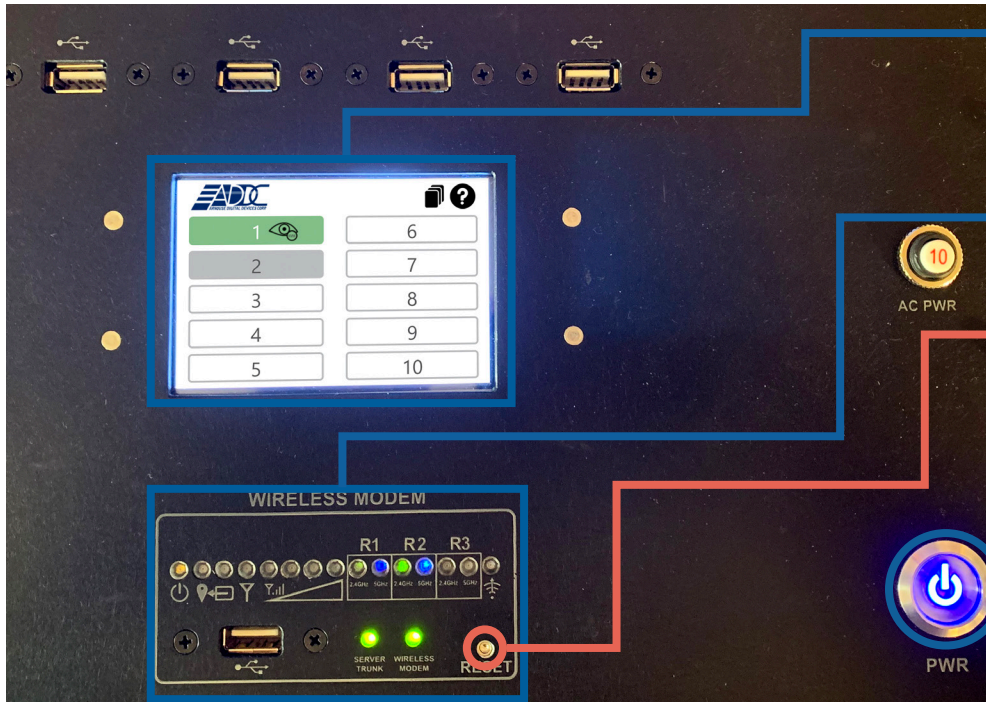 ADDC
1
2
3
4
5
6
7
8
9
10
10
AC PWR
WIRELESS MODEM
R1 R2 R3
2.4GHz 5GHz 2.4GHz 5GHz 2.4GHz 5GHz
SERVER TRUNK
WIRELESS MODEM
RESET
PWR